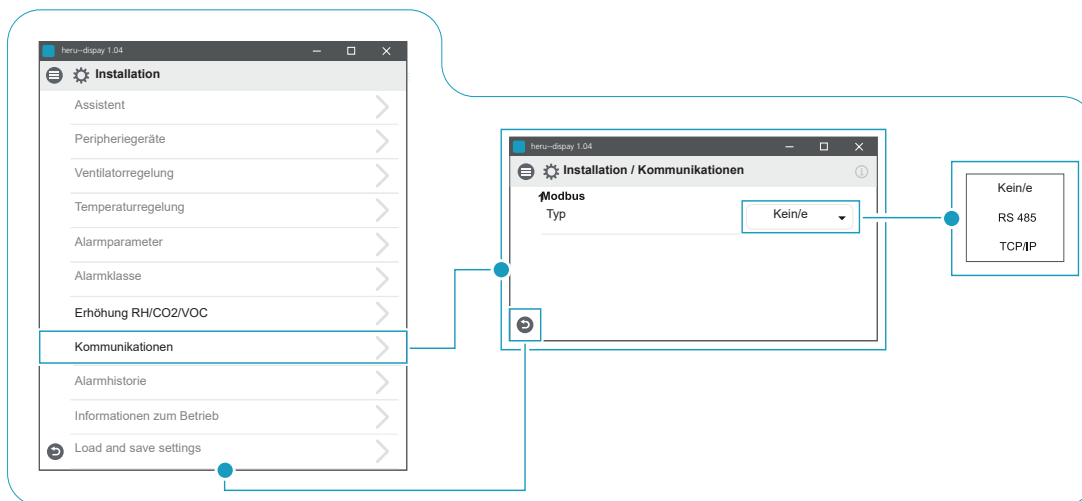 heru--dispay 1.04
Installation
Assistent
Peripheriegeräte
Ventilatorregelung
Temperaturregelung
Alarmparameter
Alarmklasse
Erhöhung RH/CO2/VOC
Kommunikationen
Alarmhistorie
Informationen zum Betrieb
Load and save settings
heru--dispay 1.04
Installation / Kommunikationen
Modbus
Typ Kein/e
Kein/e
RS 485
TCP/IP